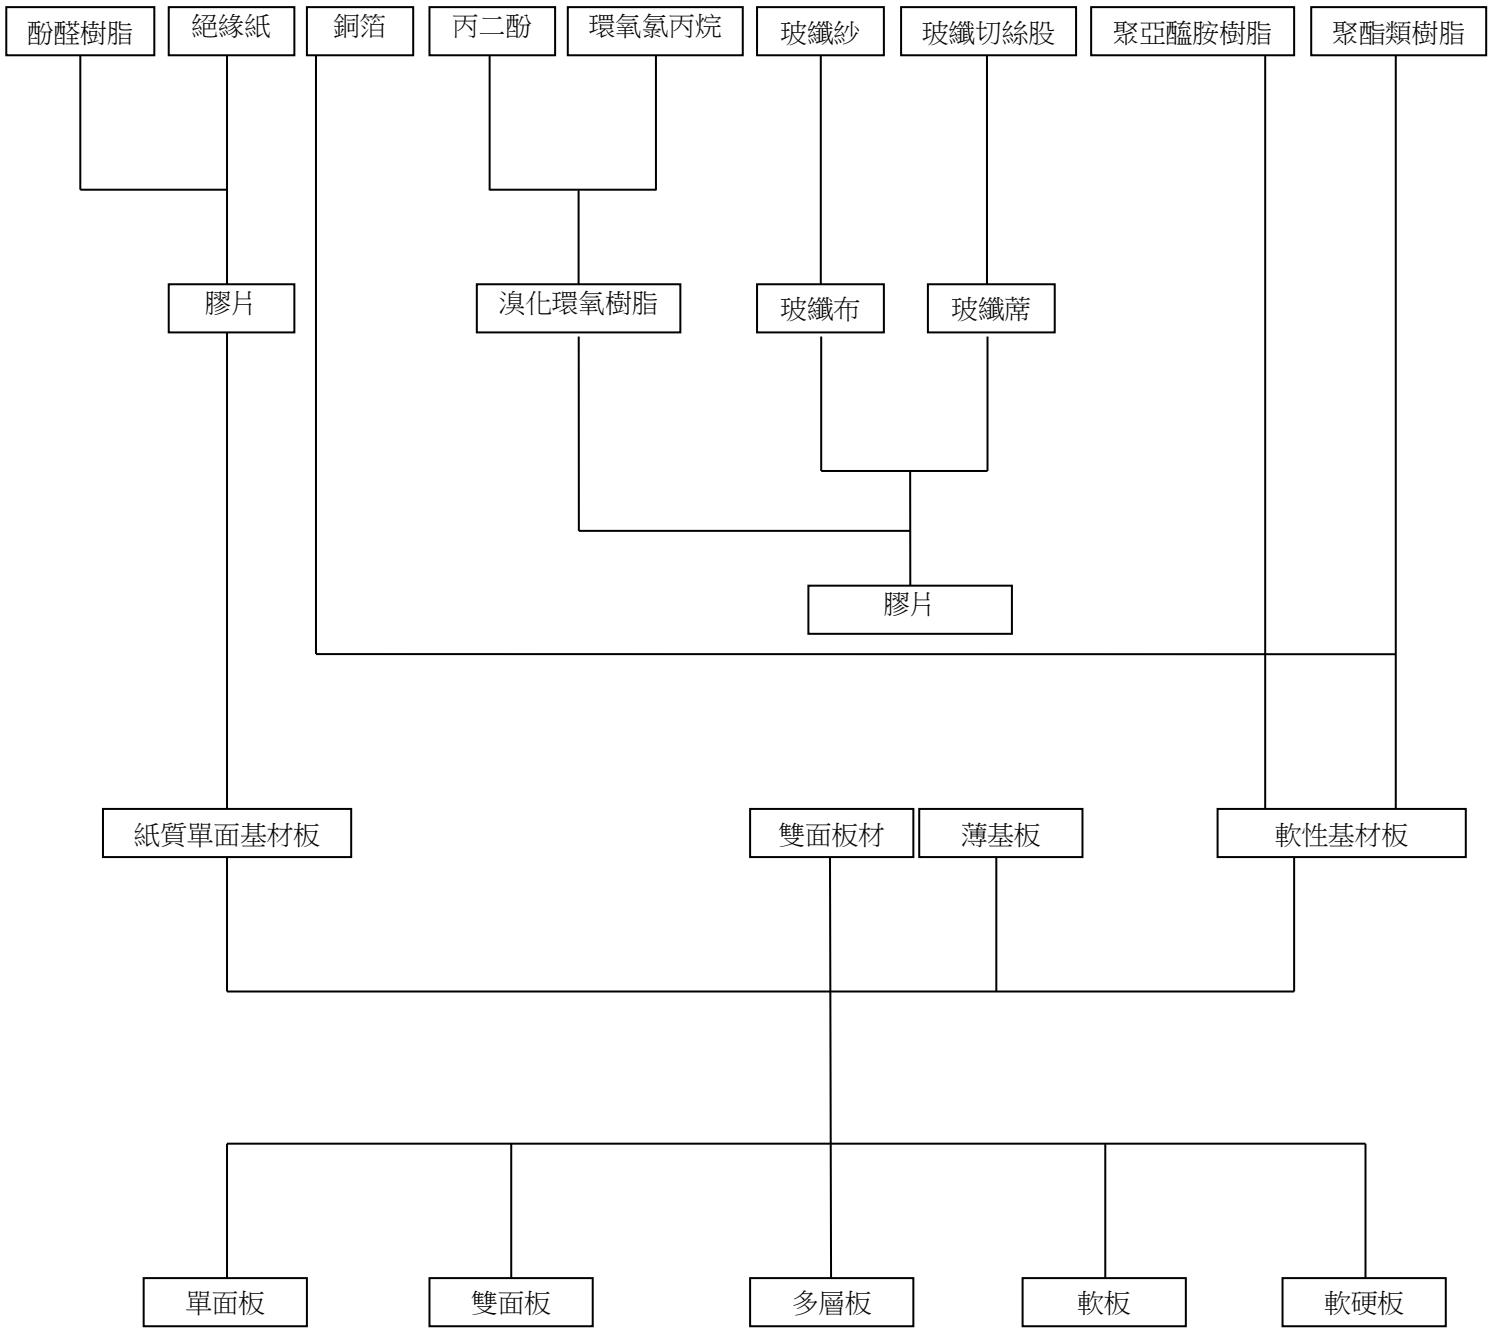 酚醛樹脂
絕緣紙
銅箔
丙二酚
環氧氯丙烷
玻纖紗
玻纖切絲股
聚亞醯胺樹脂
聚酯類樹脂
膠片
溴化環氧樹脂
玻纖布
玻纖蓆
膠片
紙質單面基材板
雙面板材
薄基板
軟性基材板
單面板
雙面板
多層板
軟板
軟硬板